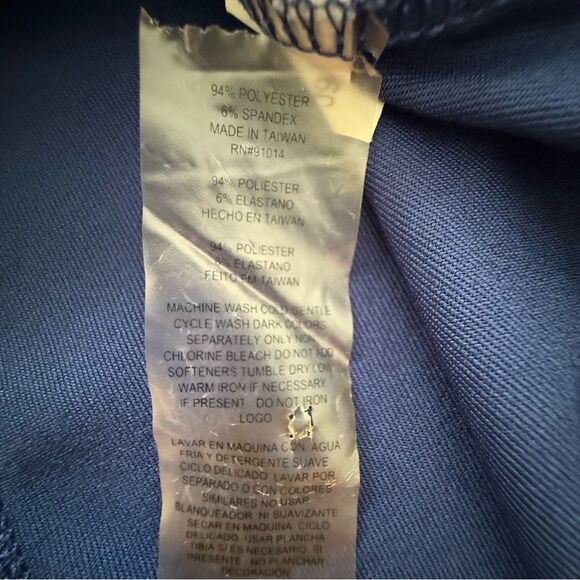 94% POLYESTER
6% SPANDEX
MADE IN TAIWAN
RN#91014
94% POLIESTER
6% ELASTANO
HECHO EN TAIWAN
94% POLIESTER
6% ELASTANO
FEITO EM TAIWAN
MACHINE WASH COLD GENTLE
CYCLE WASH DARK COLORS
SEPARATELY ONLY NON
CHLORINE BLEACH DO NOT ADD
SOFTENERS TUMBLE DRY LOW
WARM IRON IF NECESSARY
IF PRESENT DO NOT IRON
LOGO
LAVAR EN MAQUINA CON AGUA
FRIA Y DETERGENTE SUAVE
CICLO DELICADO LAVAR POR
SEPARADO O CON COLORES
SIMILARES NO USAR
BLANQUEADOR NI SUAVIZANTE
SECAR EN MAQUINA CICLO
DELICADO USAR PLANCHA
TIBIA SI ES NECESARIO SI
PRESENTE - NO PLANCHAR
DECORACION